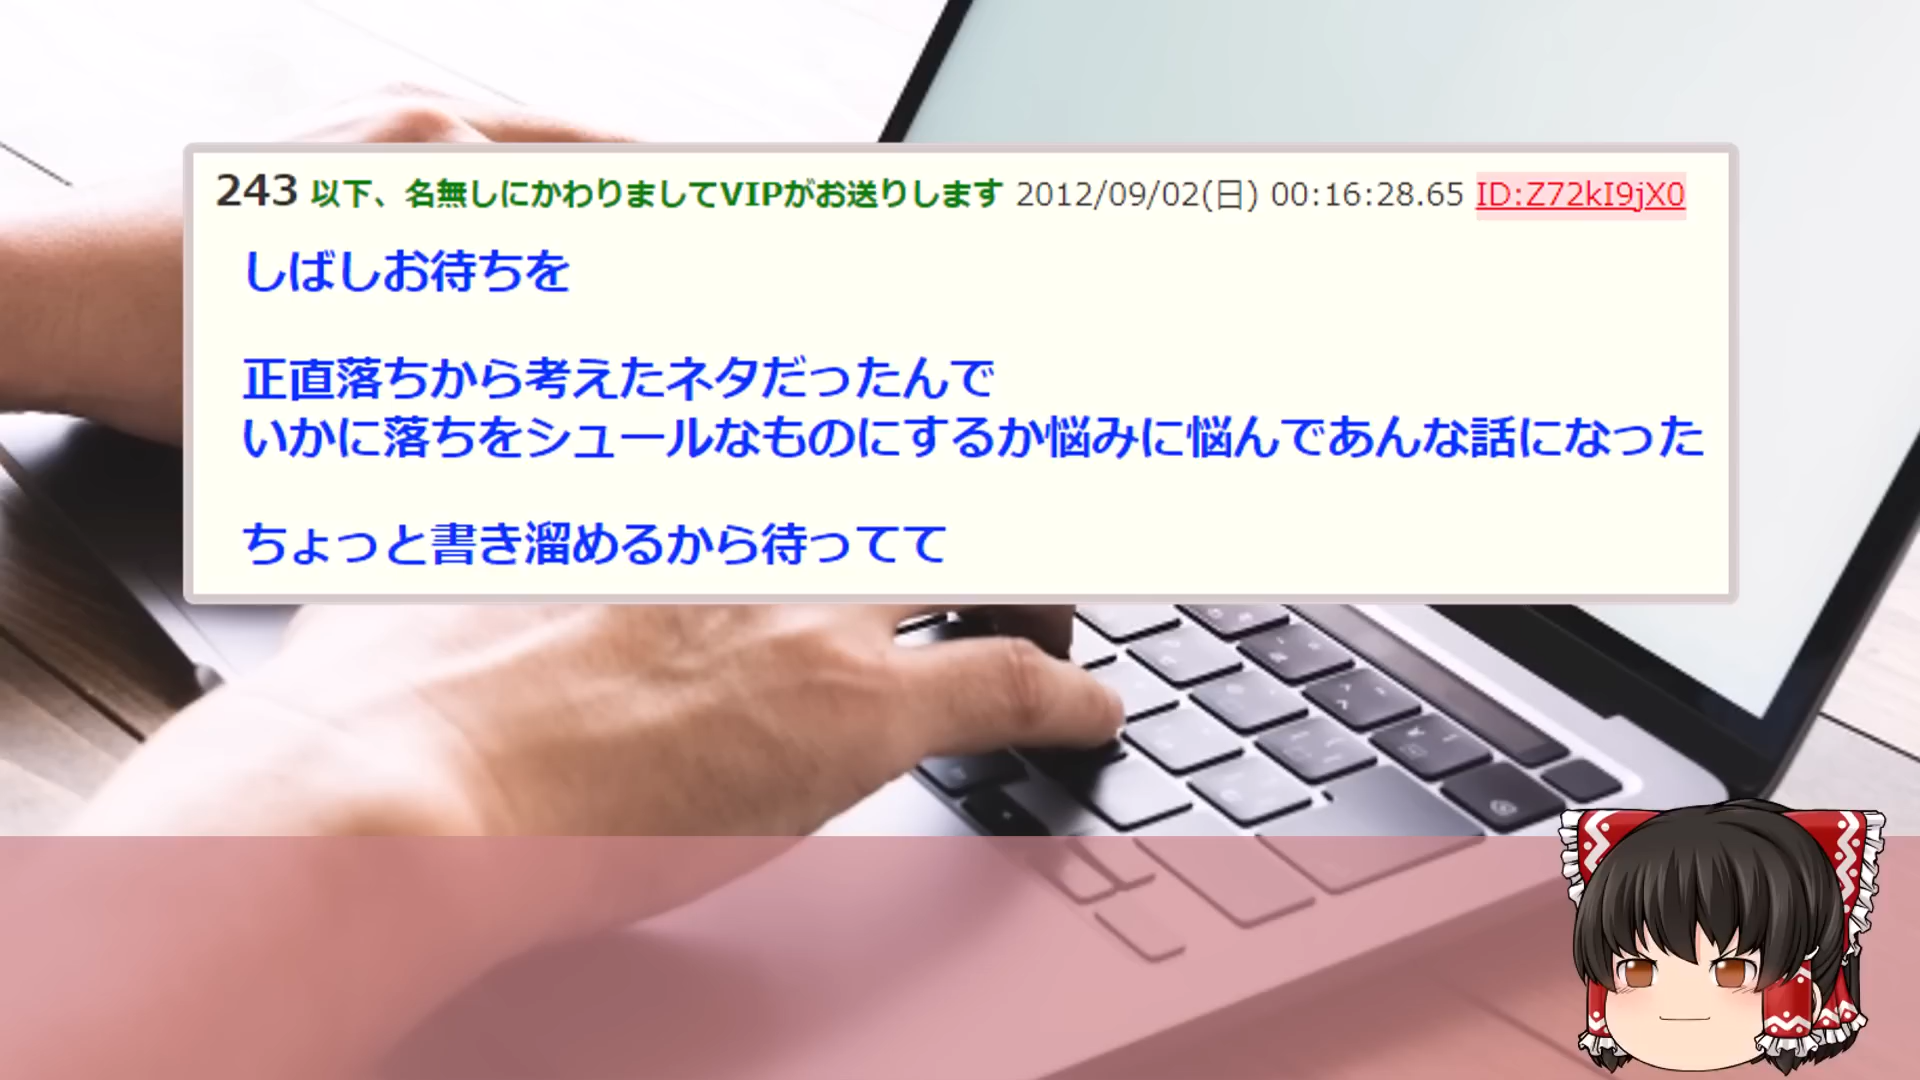 243 以下、名無しにかわりましてVIPがお送りします 2012/09/02(日) 00:16:28.65 ID:Z72kI9jX0
しばしお待ちを
正直落ちから考えたネタだったんで
いかに落ちをシュールなものにするか悩みに悩んであんな話になった
ちょっと書き溜めるから待ってて